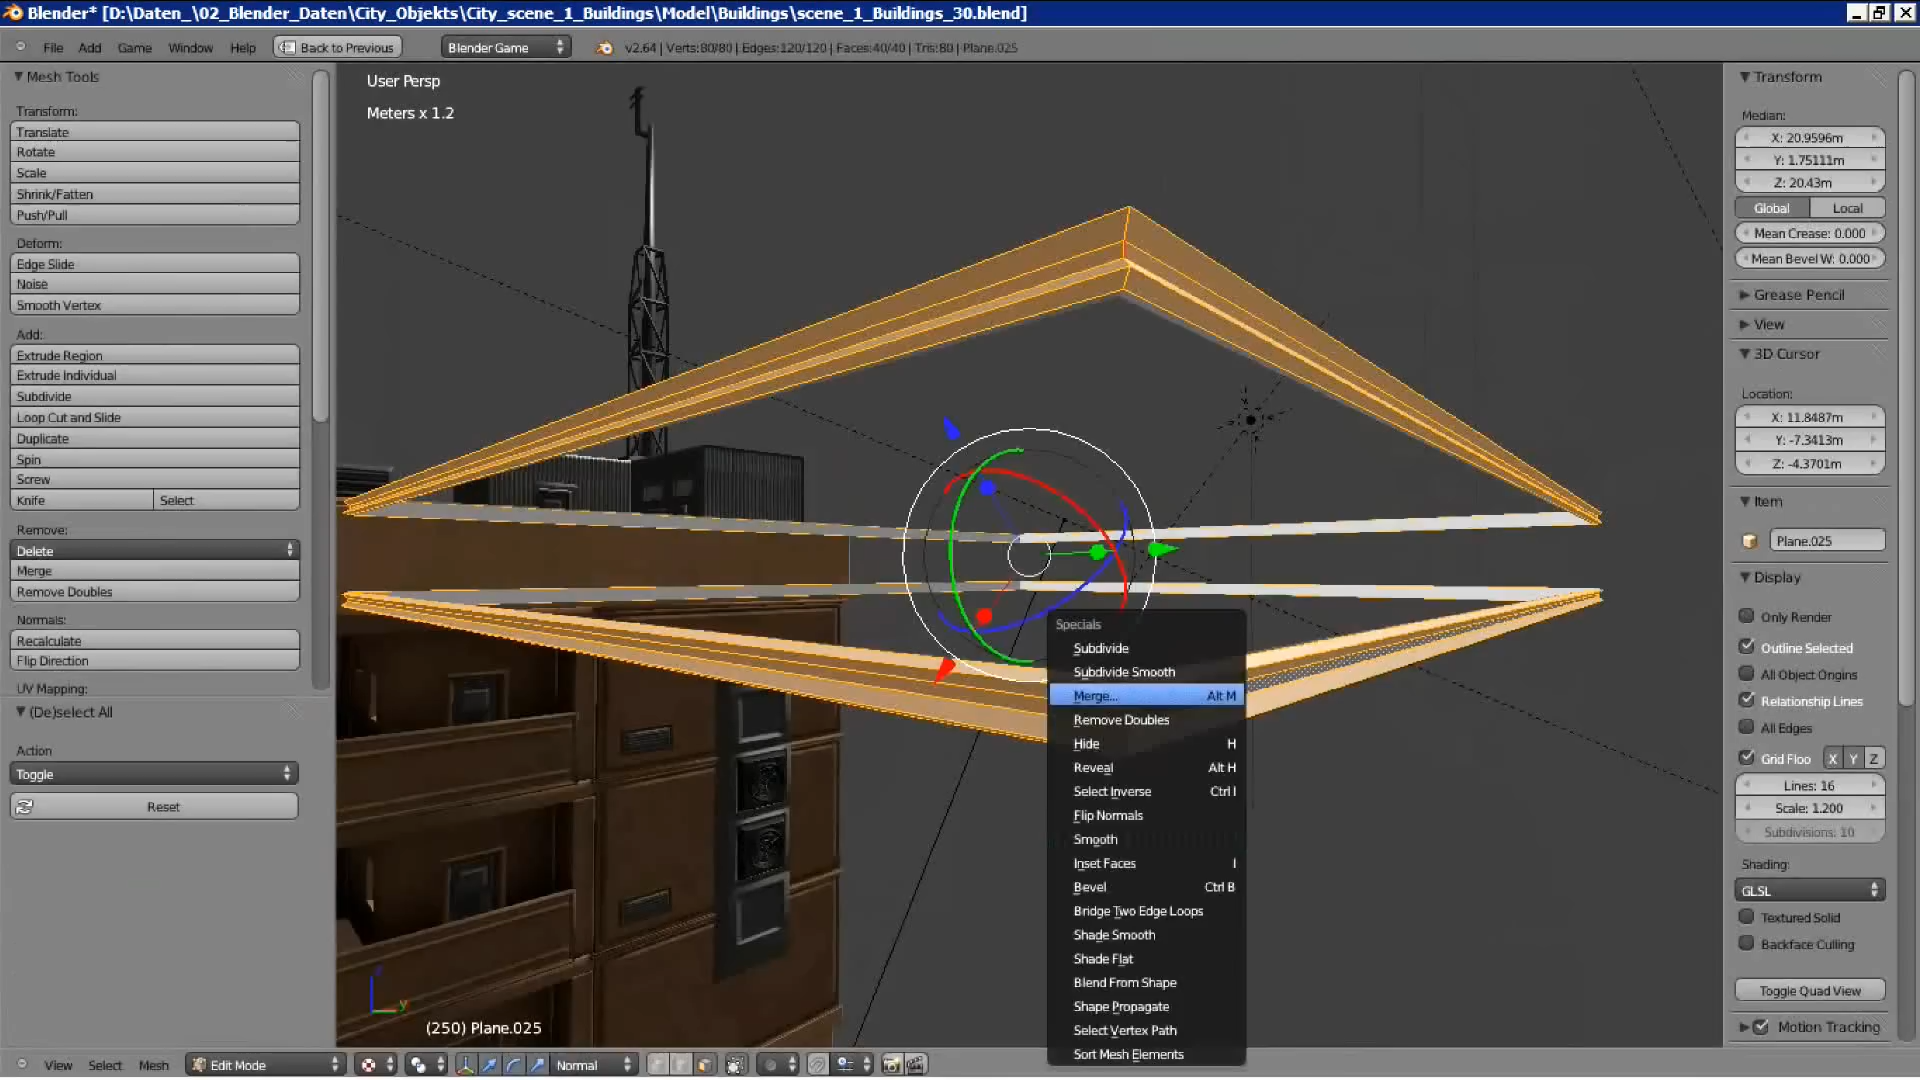 Blender* [D:\Daten_\02_Blender_Daten\City_Objekts\City_scene_1_Buildings\Model\Buildings\scene_1_Buildings_30.blend]
File Add Game Window Help Back to Previous Blender Game v2.64 | Verts:80/80 | Edges:120/120 | Faces:40/40 | Tris:80 | Plane.025
Mesh Tools
Transform:
Translate
Rotate
Scale
Shrink/Fatten
Push/Pull
Deform:
Edge Slide
Noise
Smooth Vertex
Add:
Extrude Region
Extrude Individual
Subdivide
Loop Cut and Slide
Duplicate
Spin
Screw
Knife Select
Remove:
Delete
Merge
Remove Doubles
Normals:
Recalculate
Flip Direction
UV Mapping:
(De)select All
Action
Toggle
Reset
User Persp
Meters x 1.2
Specials
Subdivide
Subdivide Smooth
Merge... Alt M
Remove Doubles
Hide H
Reveal Alt H
Select Inverse Ctrl I
Flip Normals
Smooth
Inset Faces I
Bevel Ctrl B
Bridge Two Edge Loops
Shade Smooth
Shade Flat
Blend From Shape
Shape Propagate
Select Vertex Path
Sort Mesh Elements
y
(250) Plane.025
Transform
Median:
X: 20.9596m
Y: 1.75111m
Z: 20.43m
Global Local
Mean Crease: 0.000
Mean Bevel W: 0.000
Grease Pencil
View
3D Cursor
Location:
X: 11.8487m
Y: -7.3413m
Z: -4.3701m
Item
Plane.025
Display
Only Render
Outline Selected
All Object Origins
Relationship Lines
All Edges
Grid Floo X Y Z
Lines: 16
Scale: 1.200
Subdivisions: 10
Shading:
GLSL
Textured Solid
Backface Culling
Toggle Quad View
Motion Tracking
View Select Mesh Edit Mode Normal